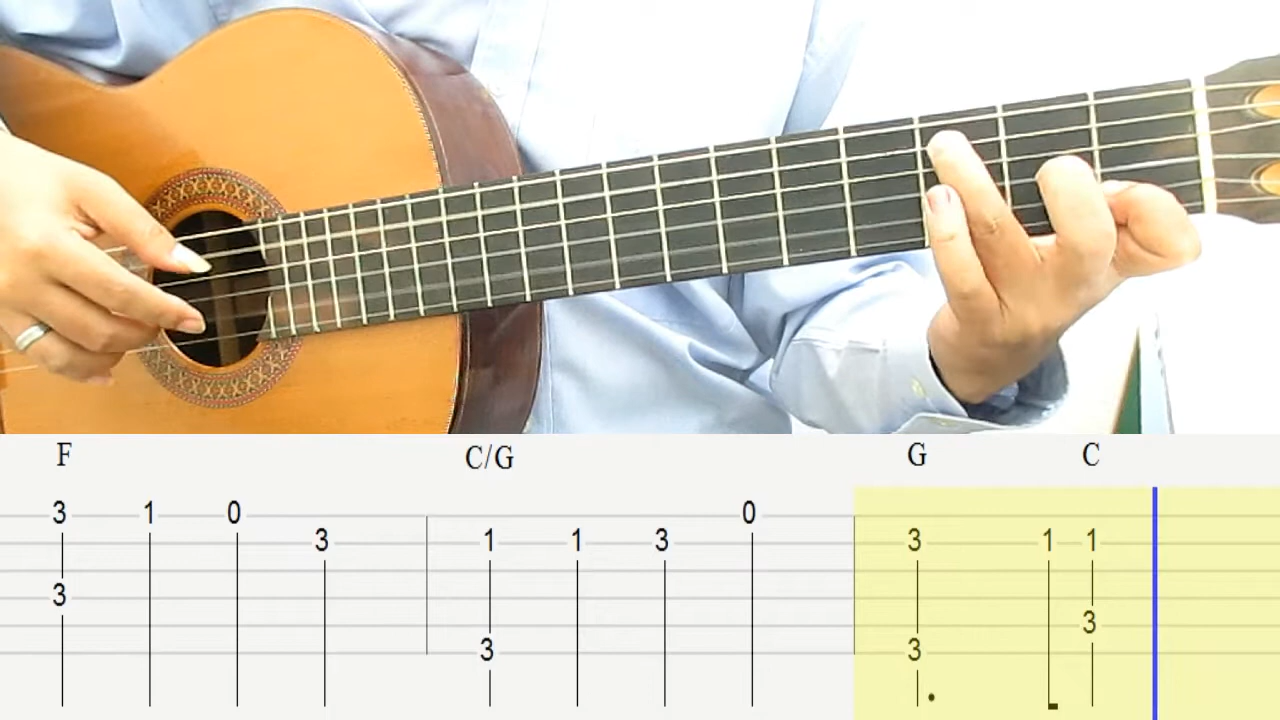 F C/G G C
3 1 0 0
3 1 1 3 3 1 1
3
3
3 3